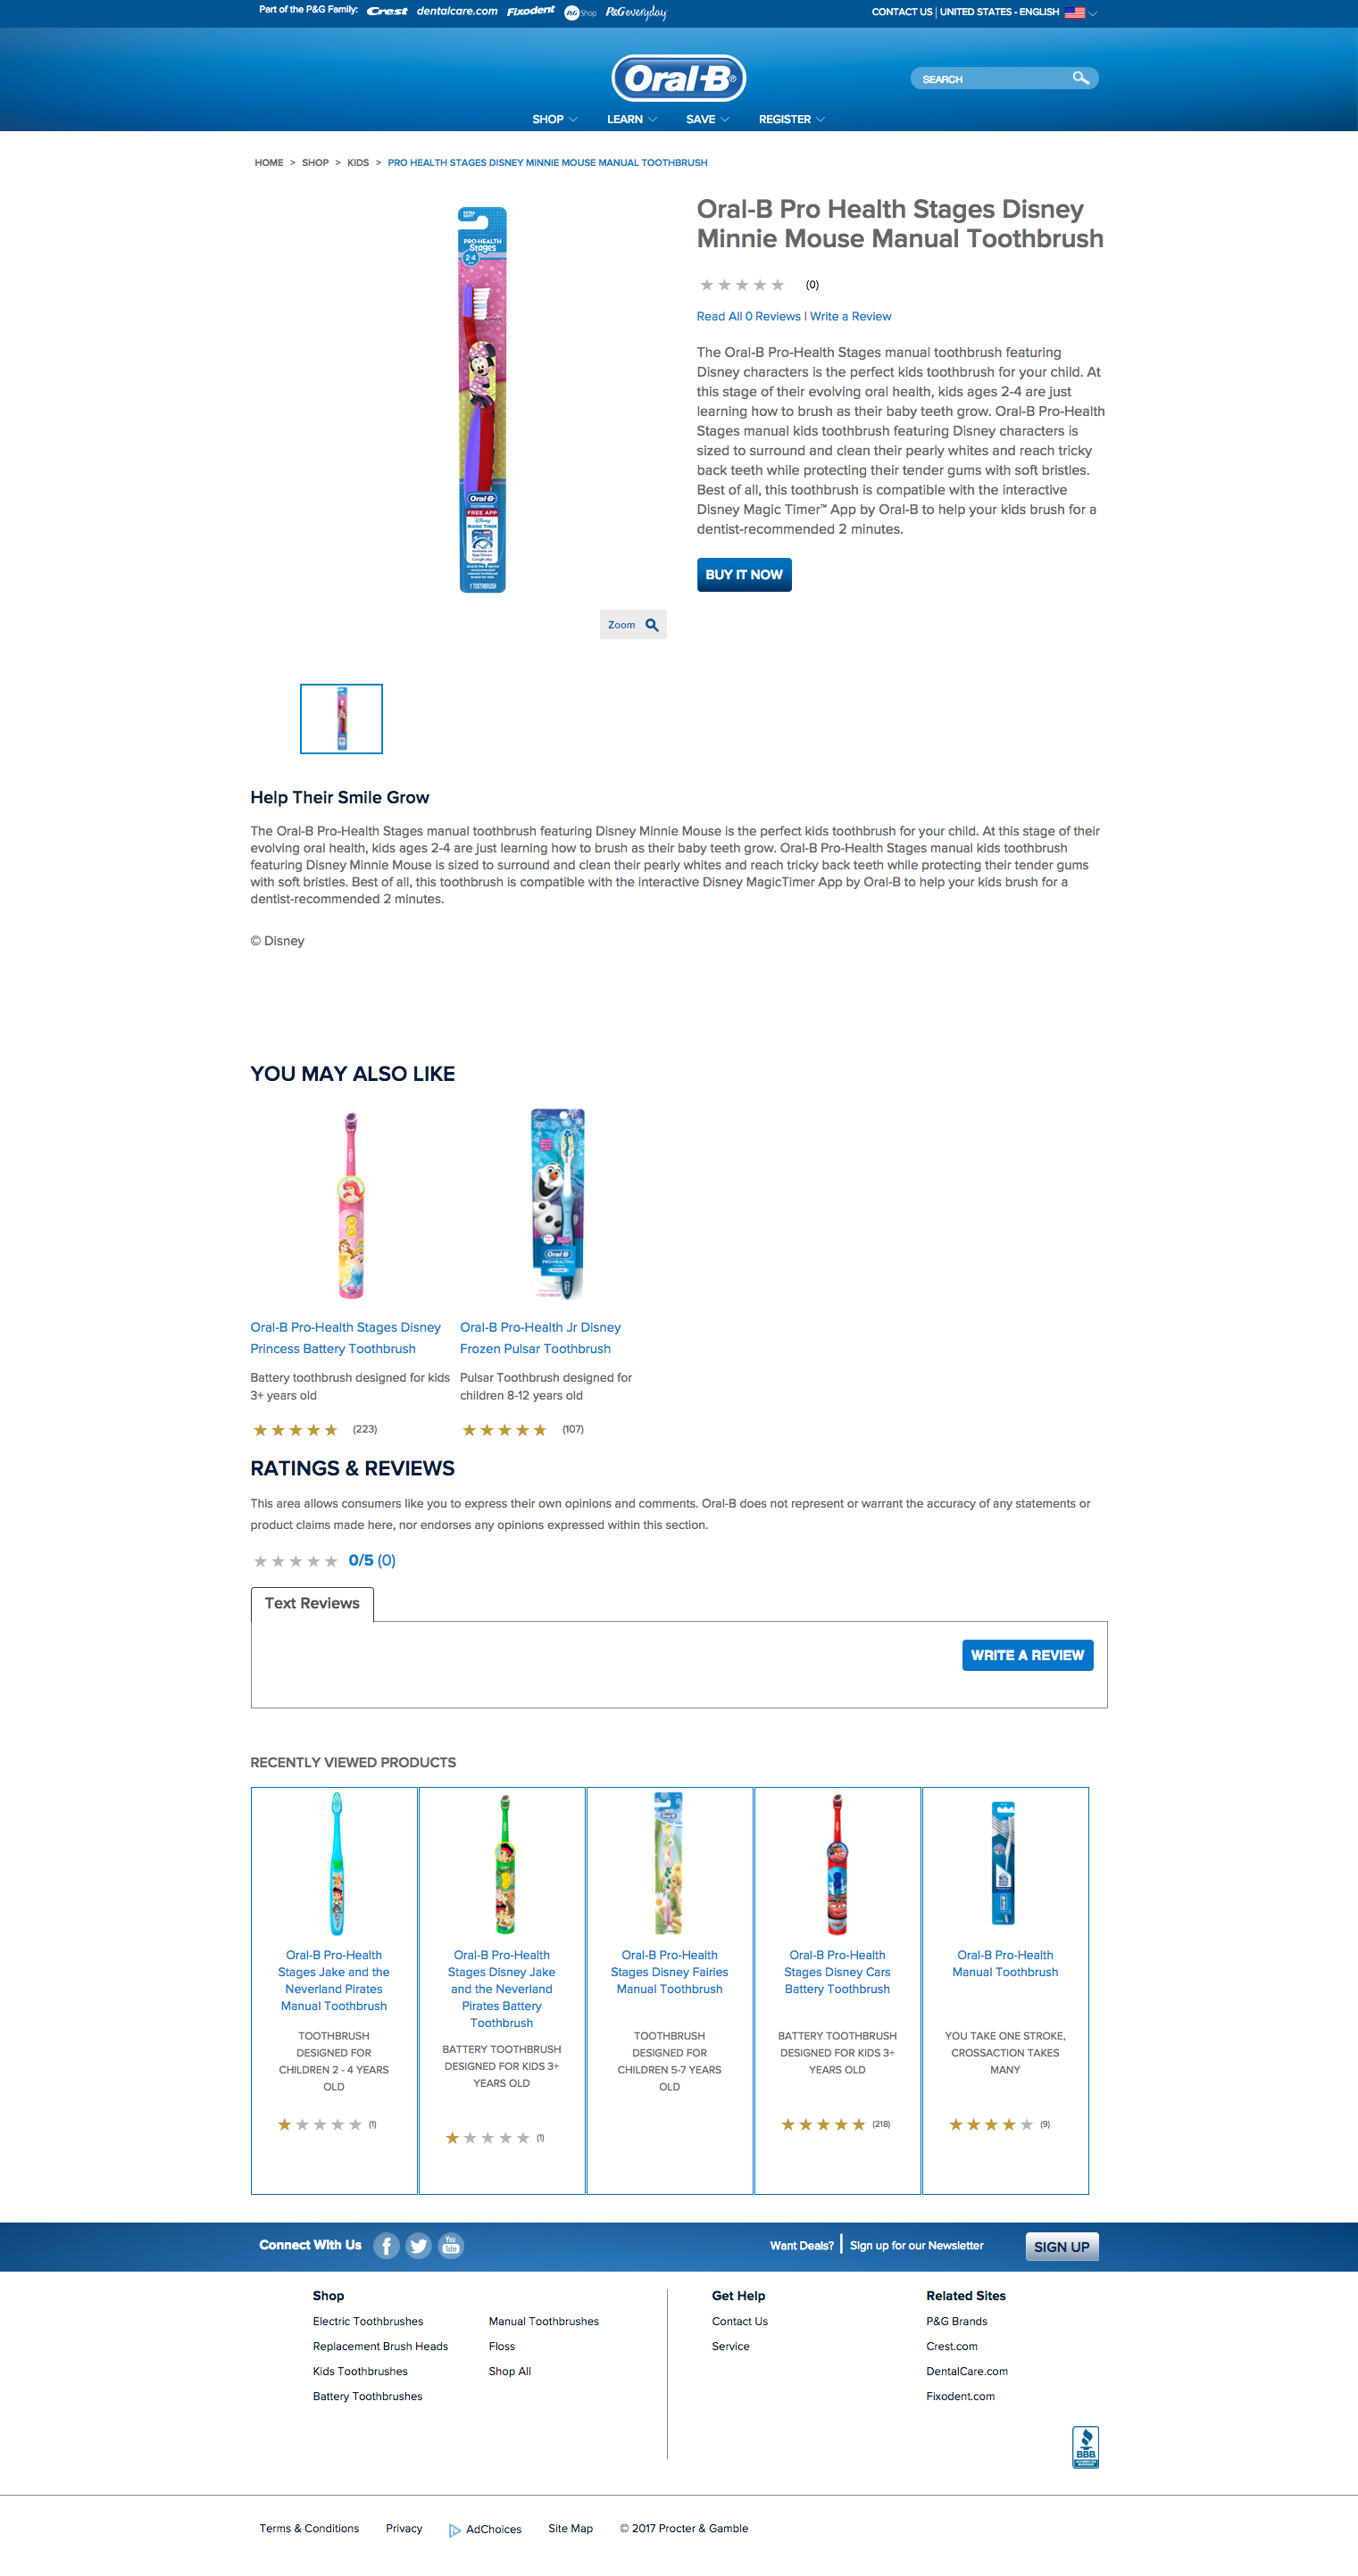 Part of the P&G Family: Crest dentalcare.com Fixodent P&G Shop P&G everyday
CONTACT US | UNITED STATES - ENGLISH
Oral-B®
SEARCH
SHOP LEARN SAVE REGISTER
HOME > SHOP > KIDS > PRO HEALTH STAGES DISNEY MINNIE MOUSE MANUAL TOOTHBRUSH
Oral-B Pro Health Stages Disney
Minnie Mouse Manual Toothbrush
(0)
Read All 0 Reviews | Write a Review
The Oral-B Pro-Health Stages manual toothbrush featuring
Disney characters is the perfect kids toothbrush for your child. At
this stage of their evolving oral health, kids ages 2-4 are just
learning how to brush as their baby teeth grow. Oral-B Pro-Health
Stages manual kids toothbrush featuring Disney characters is
sized to surround and clean their pearly whites and reach tricky
back teeth while protecting their tender gums with soft bristles.
Best of all, this toothbrush is compatible with the interactive
Disney Magic Timer™ App by Oral-B to help your kids brush for a
dentist-recommended 2 minutes.
BUY IT NOW
EXTRA
SOFT
PRO-HEALTH
Stages
2-4
Oral-B
TOOTHBRUSH
FREE APP
Disney
MAGIC TIMER
1 TOOTHBRUSH
Zoom
Help Their Smile Grow
The Oral-B Pro-Health Stages manual toothbrush featuring Disney Minnie Mouse is the perfect kids toothbrush for your child. At this stage of their
evolving oral health, kids ages 2-4 are just learning how to brush as their baby teeth grow. Oral-B Pro-Health Stages manual kids toothbrush
featuring Disney Minnie Mouse is sized to surround and clean their pearly whites and reach tricky back teeth while protecting their tender gums
with soft bristles. Best of all, this toothbrush is compatible with the interactive Disney MagicTimer App by Oral-B to help your kids brush for a
dentist-recommended 2 minutes.
© Disney
YOU MAY ALSO LIKE
Oral-B
PRO-HEALTH
Oral-B Pro-Health Stages Disney
Princess Battery Toothbrush
Battery toothbrush designed for kids
3+ years old
(223)
Oral-B Pro-Health Jr Disney
Frozen Pulsar Toothbrush
Pulsar Toothbrush designed for
children 8-12 years old
(107)
RATINGS & REVIEWS
This area allows consumers like you to express their own opinions and comments. Oral-B does not represent or warrant the accuracy of any statements or
product claims made here, nor endorses any opinions expressed within this section.
0/5 (0)
Text Reviews
WRITE A REVIEW
RECENTLY VIEWED PRODUCTS
Oral-B Pro-Health
Stages Jake and the
Neverland Pirates
Manual Toothbrush
TOOTHBRUSH
DESIGNED FOR
CHILDREN 2 - 4 YEARS
OLD
(1)
Oral-B Pro-Health
Stages Disney Jake
and the Neverland
Pirates Battery
Toothbrush
BATTERY TOOTHBRUSH
DESIGNED FOR KIDS 3+
YEARS OLD
(1)
Oral-B
Oral-B Pro-Health
Stages Disney Fairies
Manual Toothbrush
TOOTHBRUSH
DESIGNED FOR
CHILDREN 5-7 YEARS
OLD
Oral-B Pro-Health
Stages Disney Cars
Battery Toothbrush
BATTERY TOOTHBRUSH
DESIGNED FOR KIDS 3+
YEARS OLD
(218)
Oral-B
Oral-B Pro-Health
Manual Toothbrush
YOU TAKE ONE STROKE,
CROSSACTION TAKES
MANY
(9)
Connect With Us
You
Tube
Want Deals? | Sign up for our Newsletter
SIGN UP
Shop
Electric Toothbrushes
Replacement Brush Heads
Kids Toothbrushes
Battery Toothbrushes
Manual Toothbrushes
Floss
Shop All
Get Help
Contact Us
Service
Related Sites
P&G Brands
Crest.com
DentalCare.com
Fixodent.com
BBB
Terms & Conditions Privacy AdChoices Site Map © 2017 Procter & Gamble